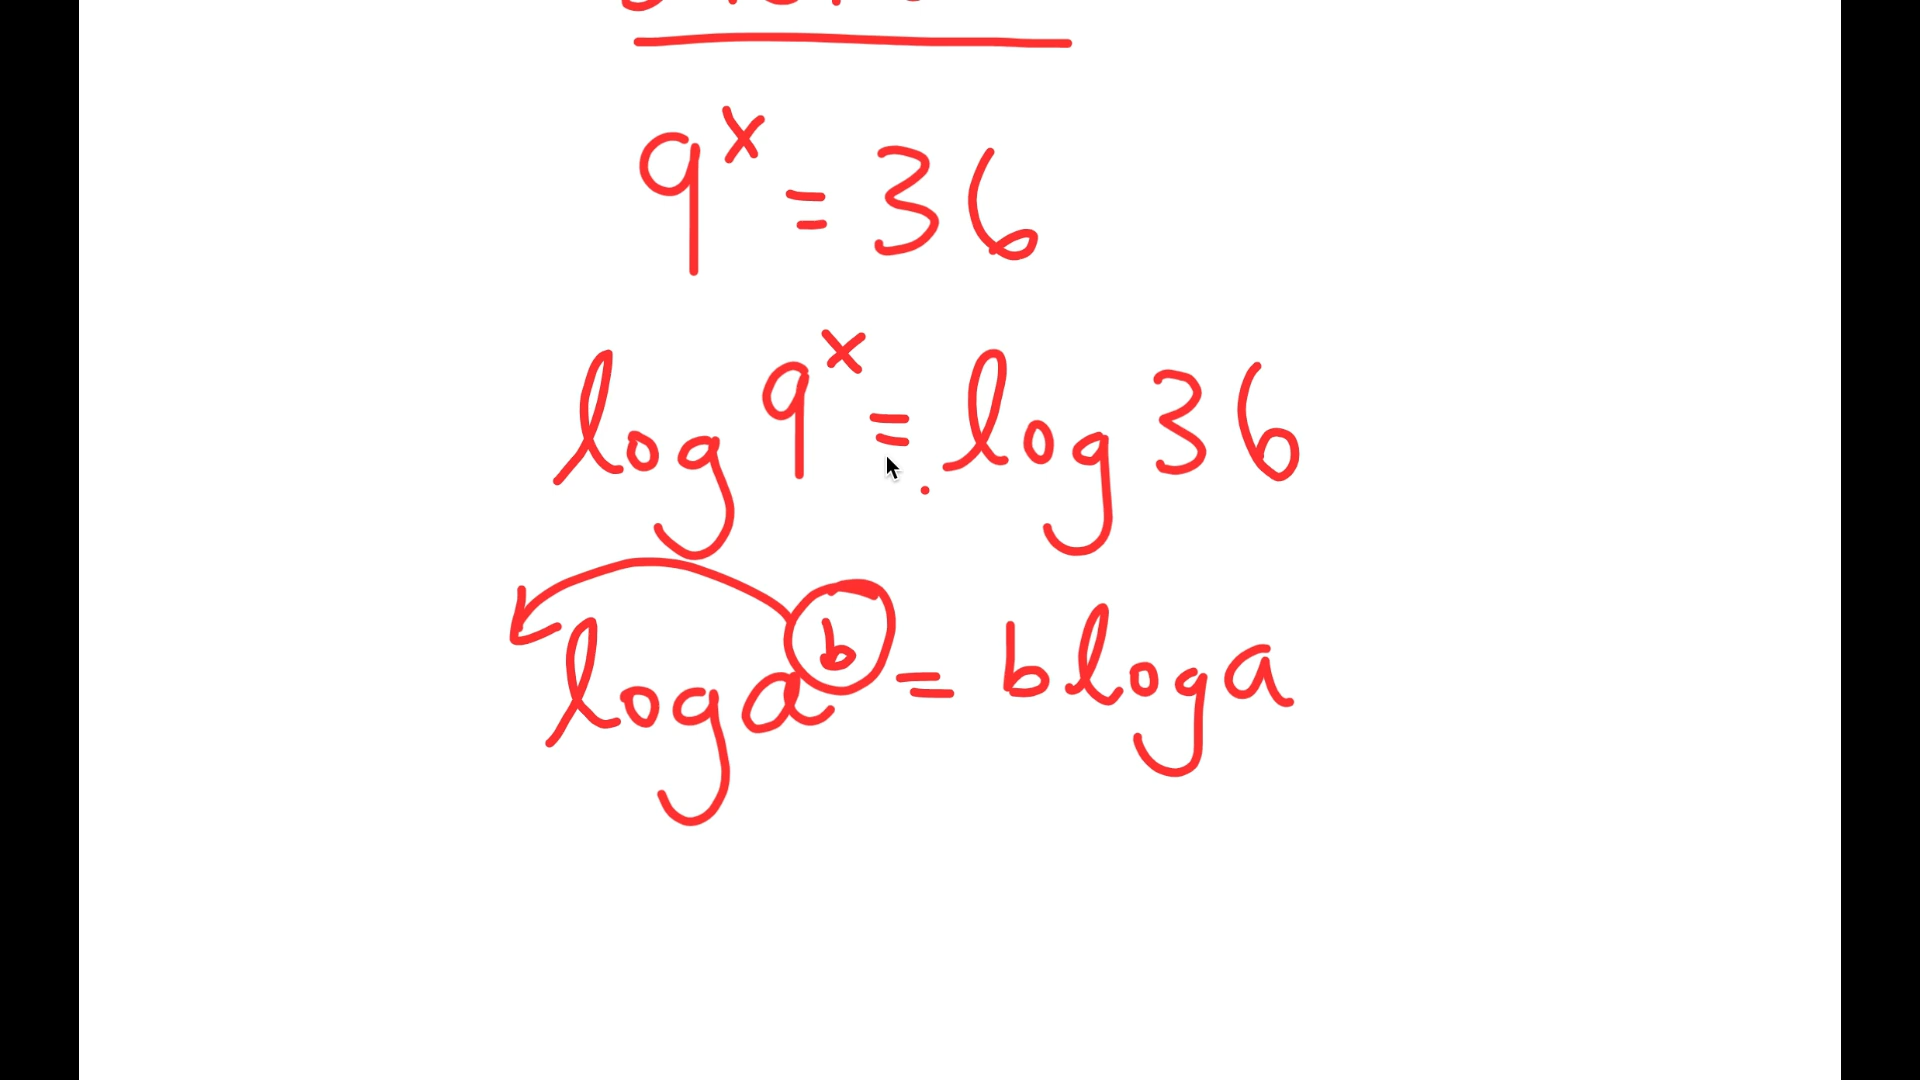 9^x = 36
log 9^x = log 36
log a^b = b log a